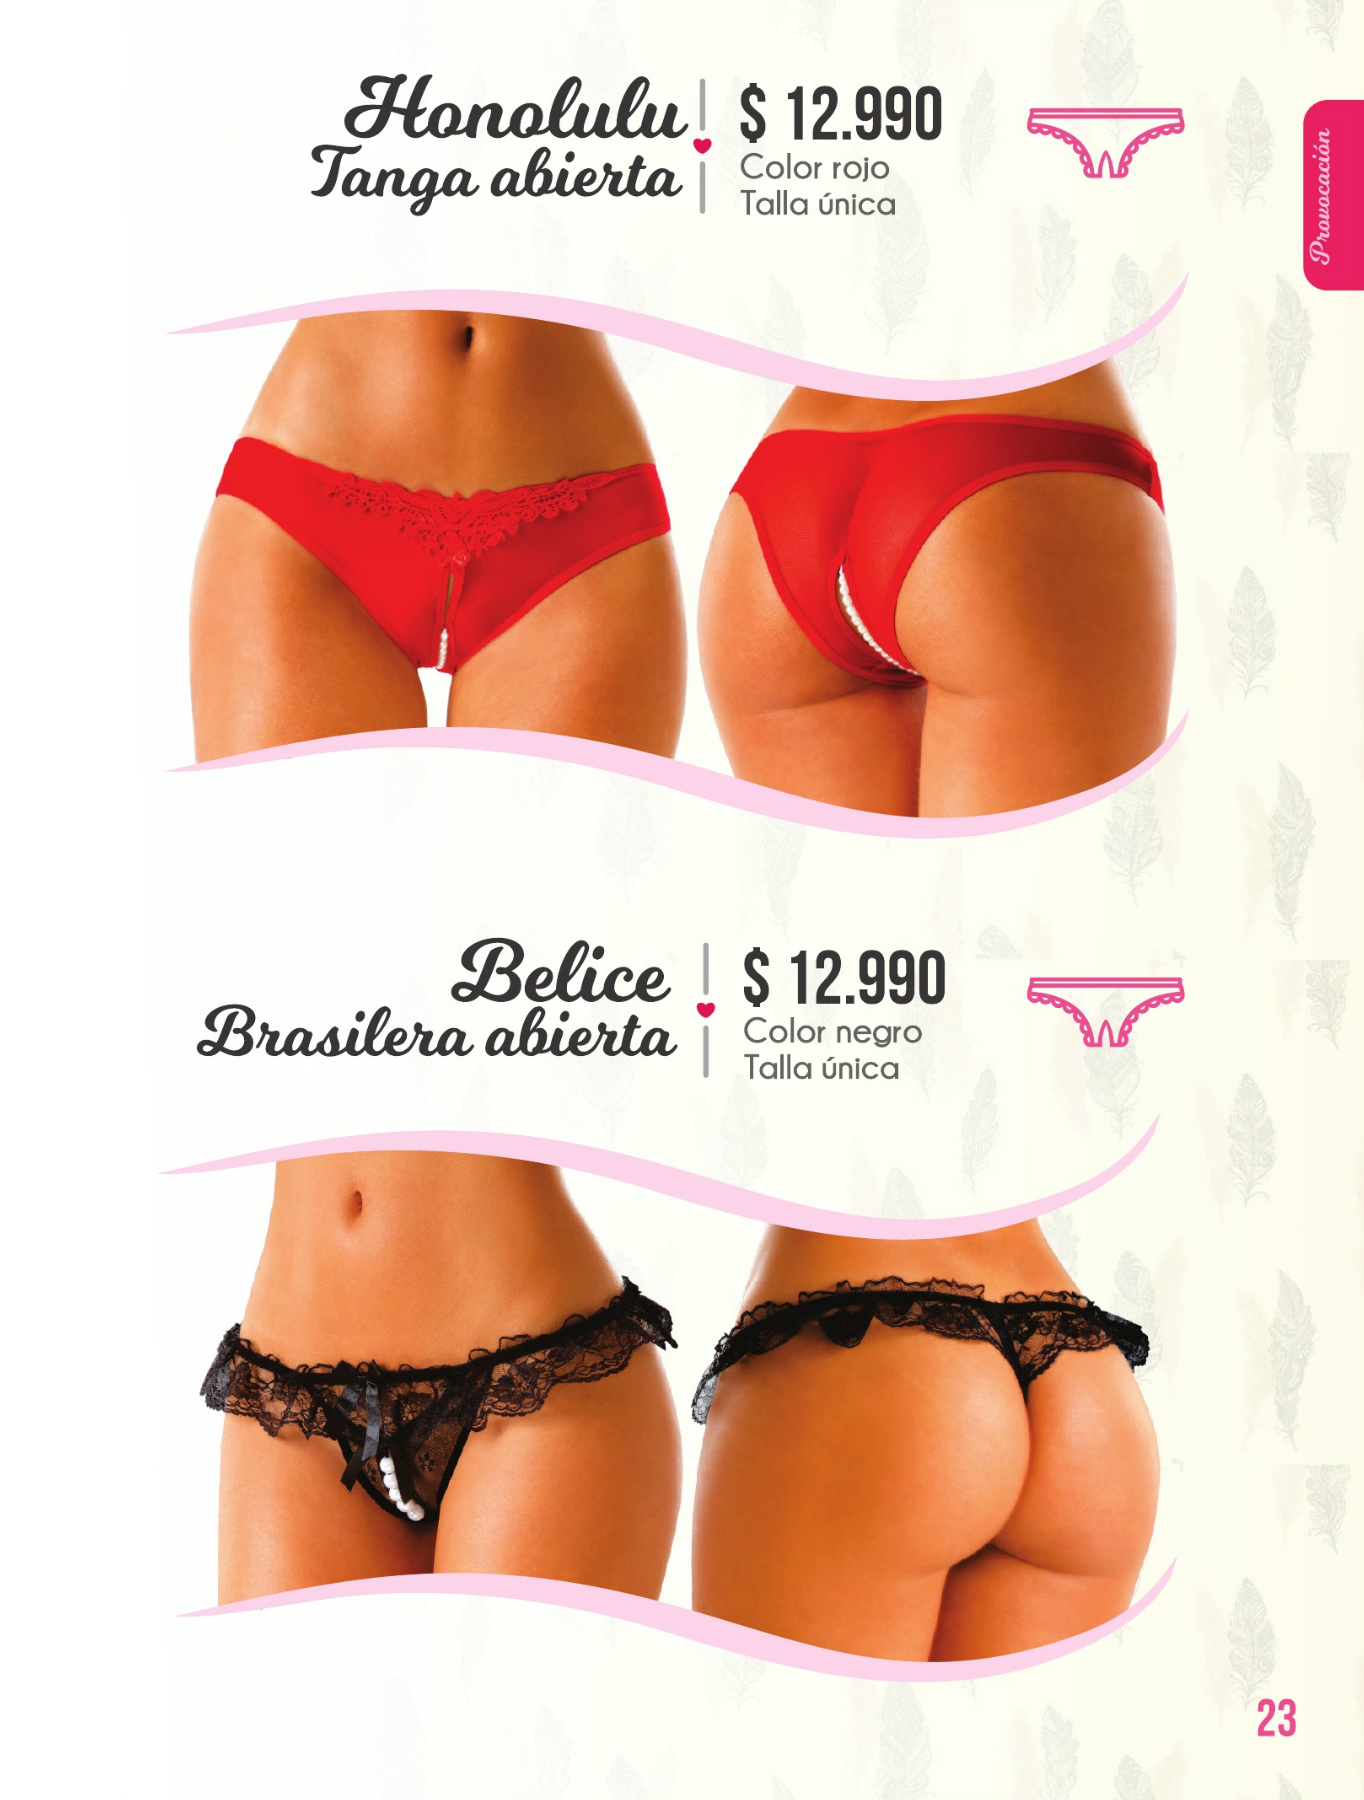 Honolulu
Tanga abierta
$ 12.990
Color rojo
Talla única
Provocación
Belice
Brasilera abierta
$ 12.990
Color negro
Talla única
23